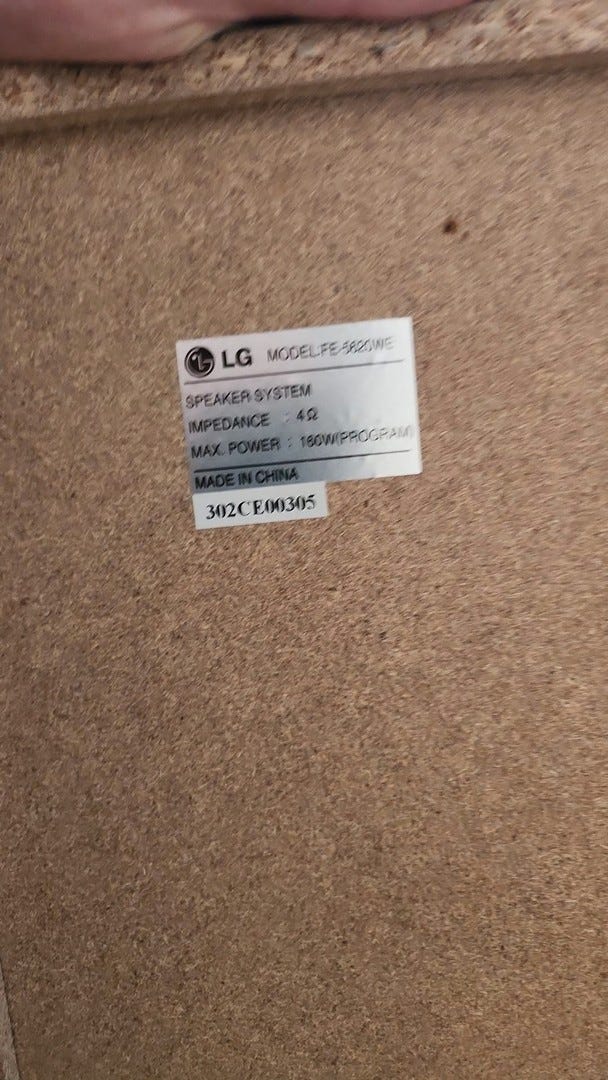 LG MODEL:FE-5620WE
SPEAKER SYSTEM
IMPEDANCE : 4Ω
MAX. POWER : 160W(PROGRAM)
MADE IN CHINA
302CE00305